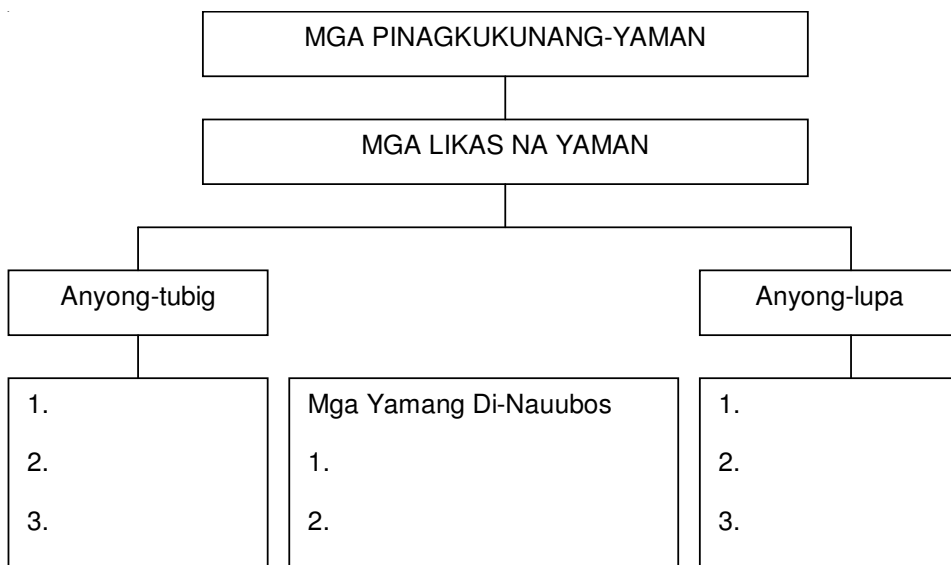 MGA PINAGKUKUNANG-YAMAN
MGA LIKAS NA YAMAN
Anyong-tubig
Anyong-lupa
1.
2.
3.
Mga Yamang Di-Nauubos
1.
2.
1.
2.
3.